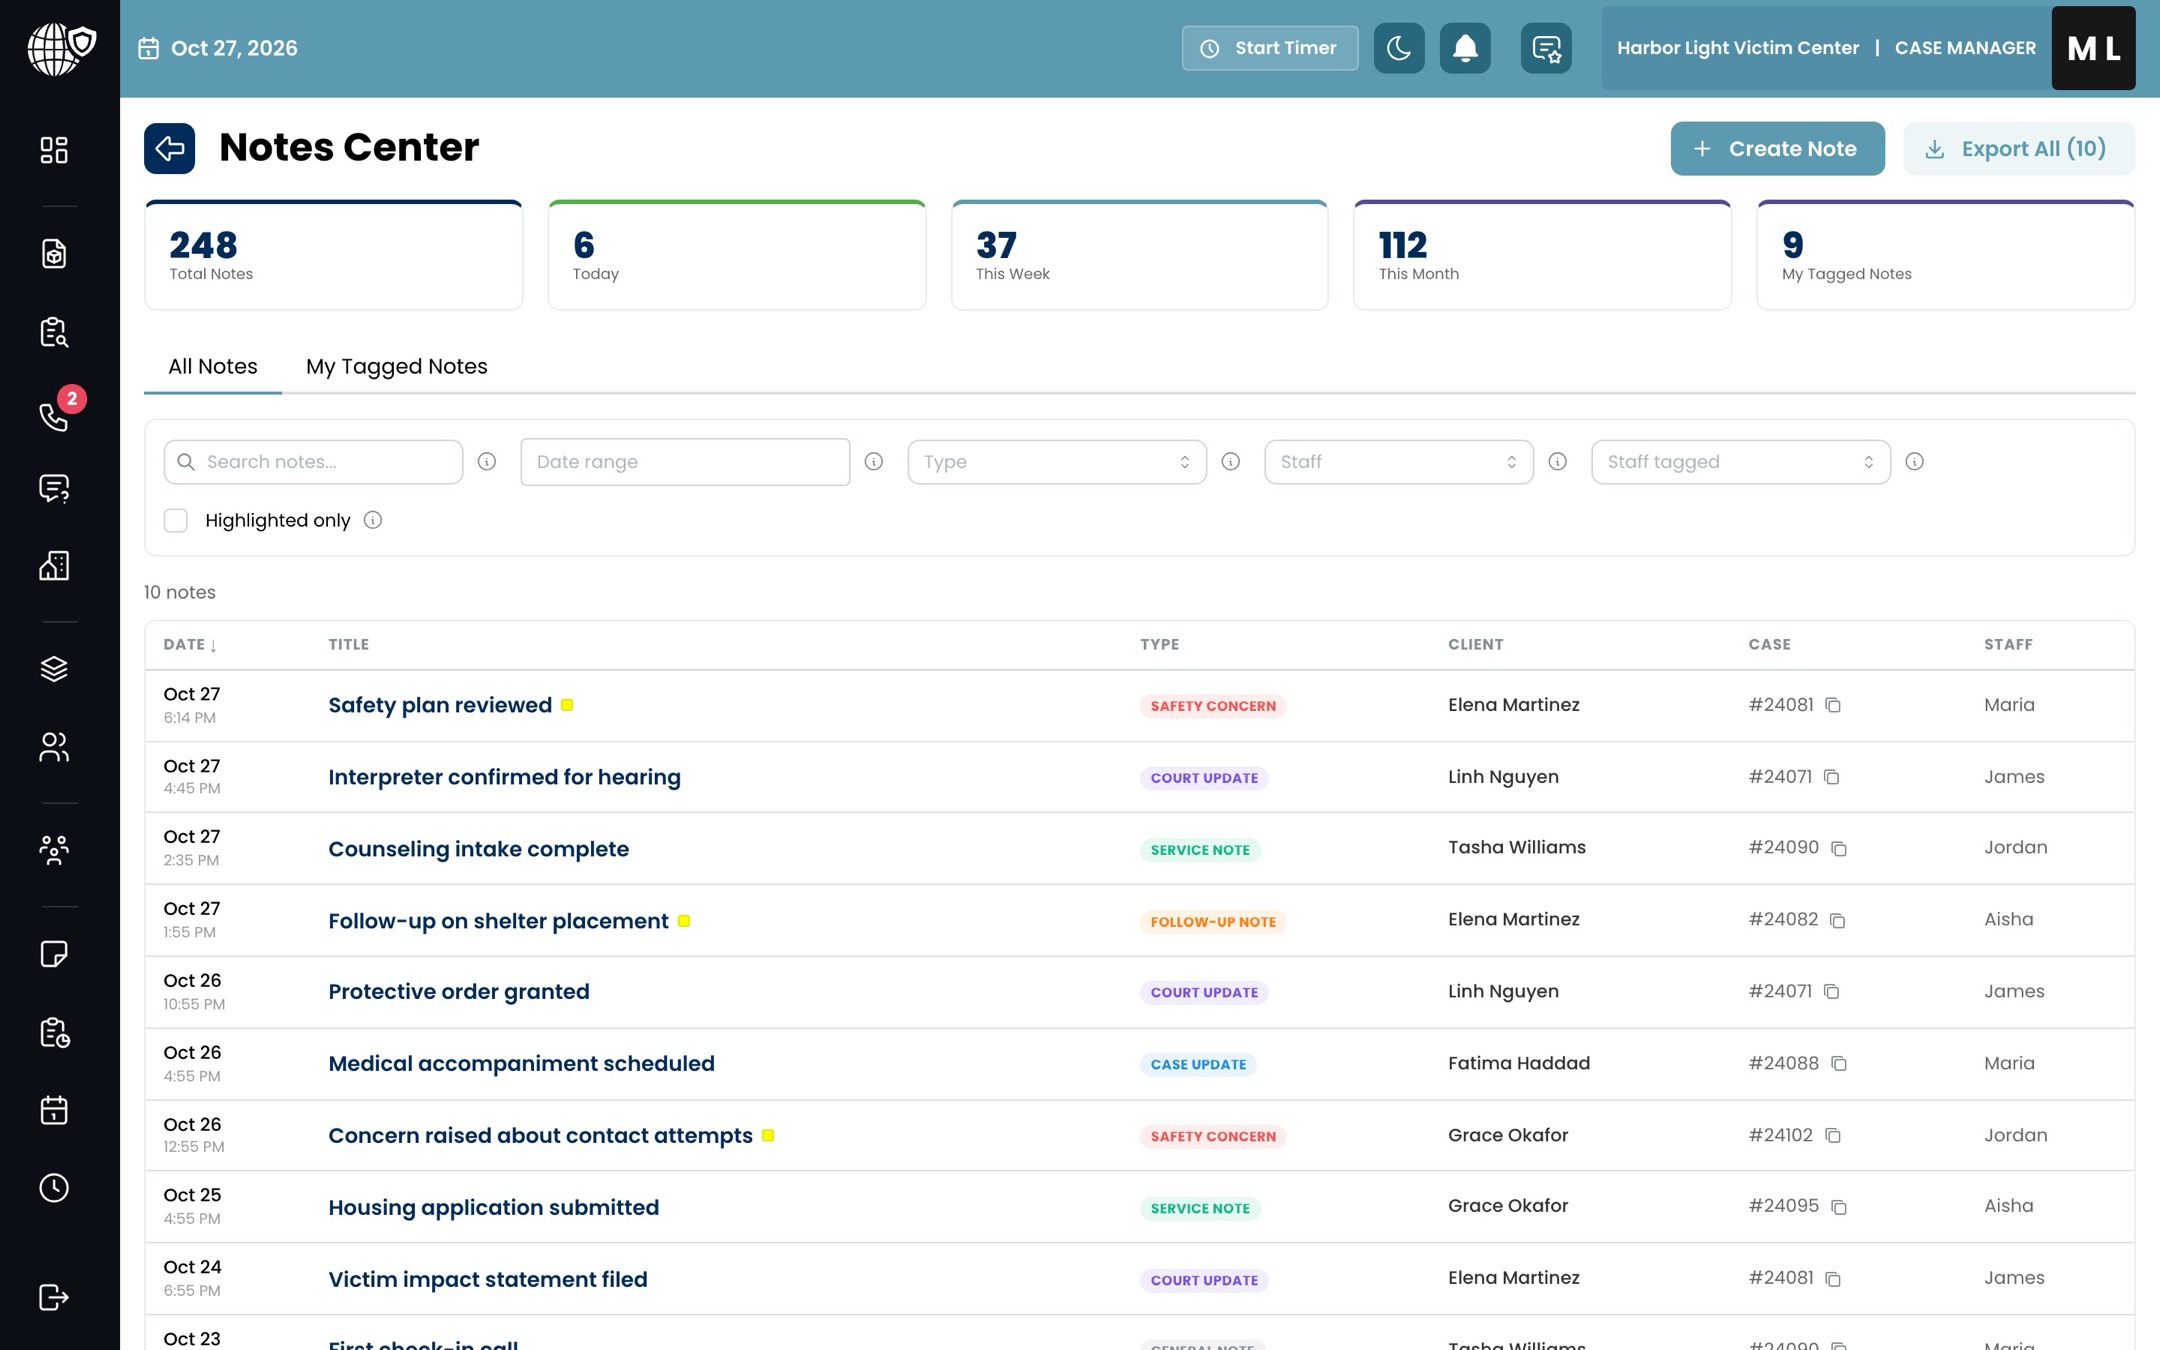 Oct 27, 2026
Start Timer
Harbor Light Victim Center | CASE MANAGER
M L
2
Notes Center
Create Note
Export All (10)
248
Total Notes
6
Today
37
This Week
112
This Month
9
My Tagged Notes
All Notes
My Tagged Notes
Search notes...
Date range
Type
Staff
Staff tagged
Highlighted only
10 notes
DATE ↓ TITLE TYPE CLIENT CASE STAFF
Oct 27
6:14 PM
Safety plan reviewed
SAFETY CONCERN
Elena Martinez
#24081
Maria
Oct 27
4:45 PM
Interpreter confirmed for hearing
COURT UPDATE
Linh Nguyen
#24071
James
Oct 27
2:35 PM
Counseling intake complete
SERVICE NOTE
Tasha Williams
#24090
Jordan
Oct 27
1:55 PM
Follow-up on shelter placement
FOLLOW-UP NOTE
Elena Martinez
#24082
Aisha
Oct 26
10:55 PM
Protective order granted
COURT UPDATE
Linh Nguyen
#24071
James
Oct 26
4:55 PM
Medical accompaniment scheduled
CASE UPDATE
Fatima Haddad
#24088
Maria
Oct 26
12:55 PM
Concern raised about contact attempts
SAFETY CONCERN
Grace Okafor
#24102
Jordan
Oct 25
4:55 PM
Housing application submitted
SERVICE NOTE
Grace Okafor
#24095
Aisha
Oct 24
6:55 PM
Victim impact statement filed
COURT UPDATE
Elena Martinez
#24081
James
Oct 23
First check-in call
GENERAL NOTE
Tasha Williams
#24090
Maria